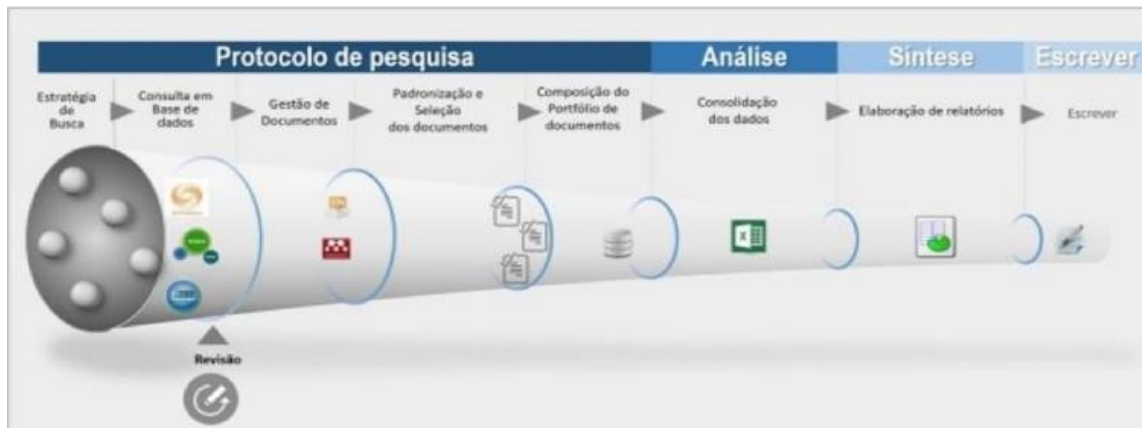 Protocolo de pesquisa
Análise
Síntese
Escrever
Estratégia
de
Busca
Consulta em
Base de
dados
Gestão de
Documentos
Padronização e
Seleção
dos documentos
Composição do
Portfólio de
documentos
Consolidação
dos dados
Elaboração de relatórios
Escrever
Revisão